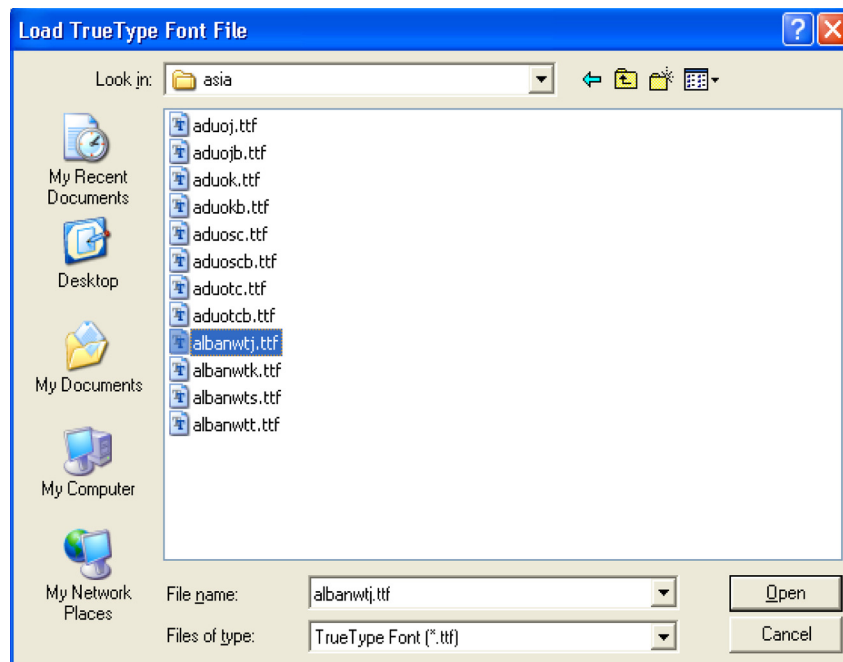 Load TrueType Font File
Look in: asia
My Recent
Documents
Desktop
My Documents
My Computer
My Network
Places
aduoj.ttf
aduojb.ttf
aduok.ttf
aduokb.ttf
aduosc.ttf
aduoscb.ttf
aduotc.ttf
aduotcb.ttf
albanwtj.ttf
albanwtk.ttf
albanwts.ttf
albanwtt.ttf
File name: albanwtj.ttf Open
Files of type: TrueType Font (*.ttf) Cancel